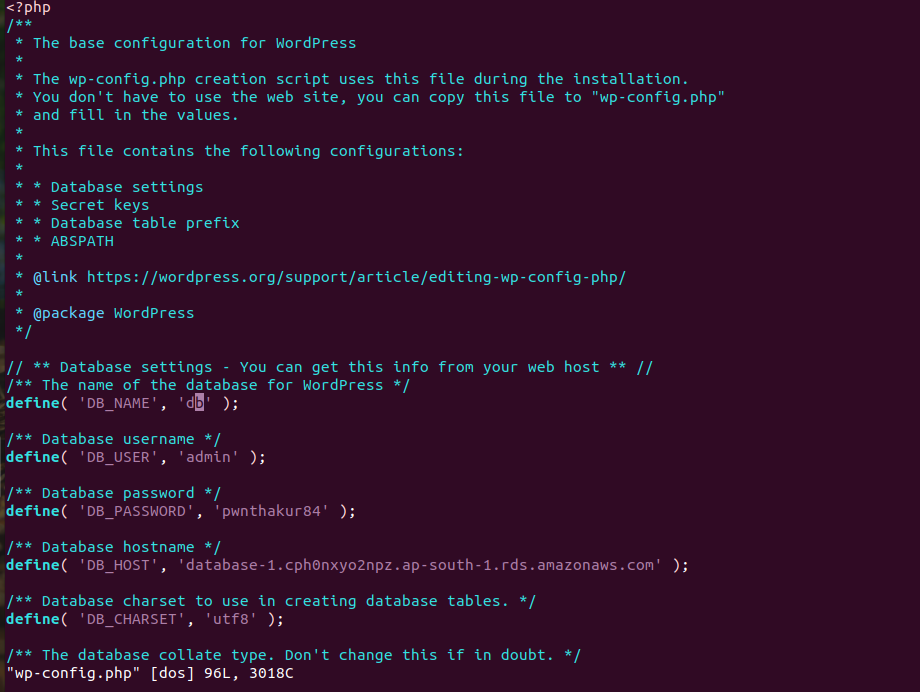 <?php
/**
 * The base configuration for WordPress
 *
 * The wp-config.php creation script uses this file during the installation.
 * You don't have to use the web site, you can copy this file to "wp-config.php"
 * and fill in the values.
 *
 * This file contains the following configurations:
 *
 * * Database settings
 * * Secret keys
 * * Database table prefix
 * * ABSPATH
 *
 * @link https://wordpress.org/support/article/editing-wp-config-php/
 *
 * @package WordPress
 */

// ** Database settings - You can get this info from your web host ** //
/** The name of the database for WordPress */
define( 'DB_NAME', 'db' );

/** Database username */
define( 'DB_USER', 'admin' );

/** Database password */
define( 'DB_PASSWORD', 'pwnthakur84' );

/** Database hostname */
define( 'DB_HOST', 'database-1.cph0nxyo2npz.ap-south-1.rds.amazonaws.com' );

/** Database charset to use in creating database tables. */
define( 'DB_CHARSET', 'utf8' );

/** The database collate type. Don't change this if in doubt. */
"wp-config.php" [dos] 96L, 3018C